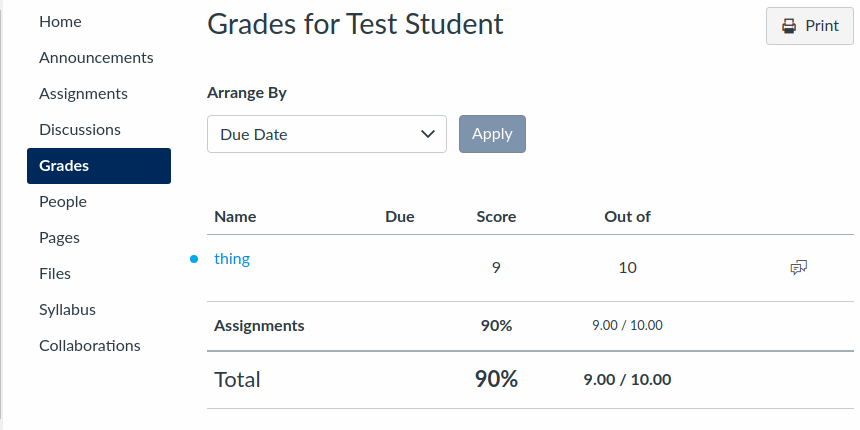 Home
Announcements
Assignments
Discussions
Grades
People
Pages
Files
Syllabus
Collaborations
Grades for Test Student
Print
Arrange By
Due Date
Apply
Name Due Score Out of
thing 9 10
Assignments 90% 9.00 / 10.00
Total 90% 9.00 / 10.00